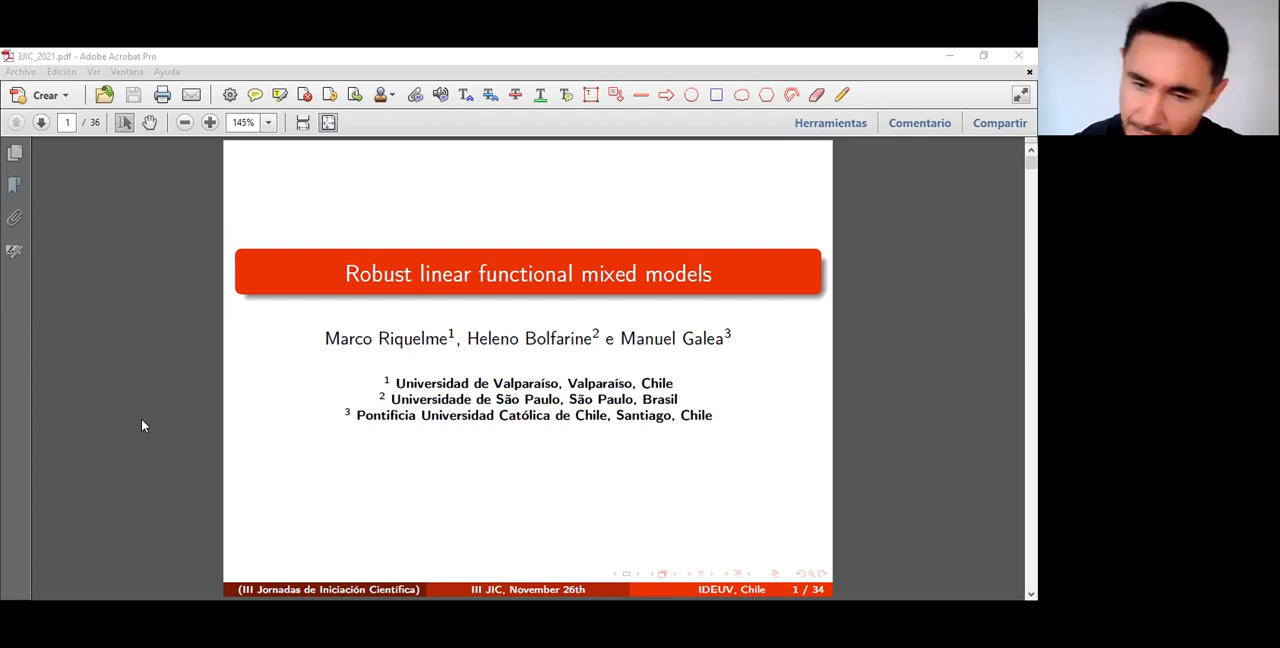 3JIC_2021.pdf - Adobe Acrobat Pro
Archivo Edición Ver Ventana Ayuda
Crear
1 / 36 145% Herramientas Comentario Compartir
Robust linear functional mixed models
Marco Riquelme¹, Heleno Bolfarine² e Manuel Galea³
¹ Universidad de Valparaíso, Valparaíso, Chile
² Universidade de São Paulo, São Paulo, Brasil
³ Pontificia Universidad Católica de Chile, Santiago, Chile
(III Jornadas de Iniciación Científica) III JIC, November 26th IDEUV, Chile 1 / 34